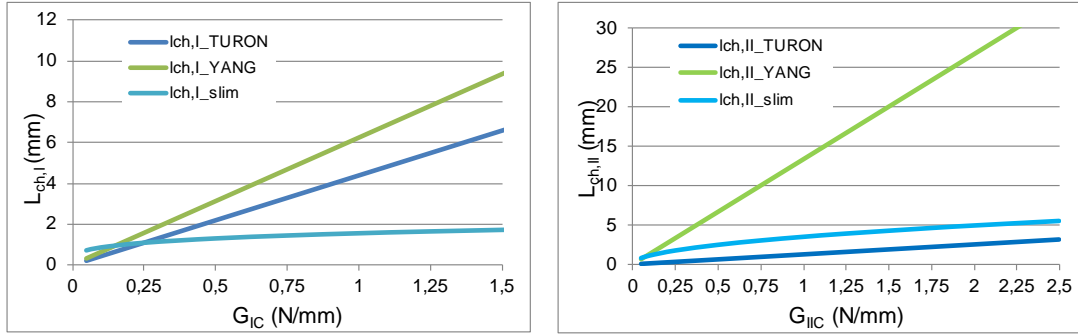 12
10
8
6
4
2
0
L_ch,I (mm)
lch,I_TURON
lch,I_YANG
lch,I_slim
0 0,25 0,5 0,75 1 1,25 1,5
G_IC (N/mm)
30
25
20
15
10
5
0
L_ch,II (mm)
lch,II_TURON
lch,II_YANG
lch,II_slim
0 0,25 0,5 0,75 1 1,25 1,5 1,75 2 2,25 2,5
G_IIC (N/mm)